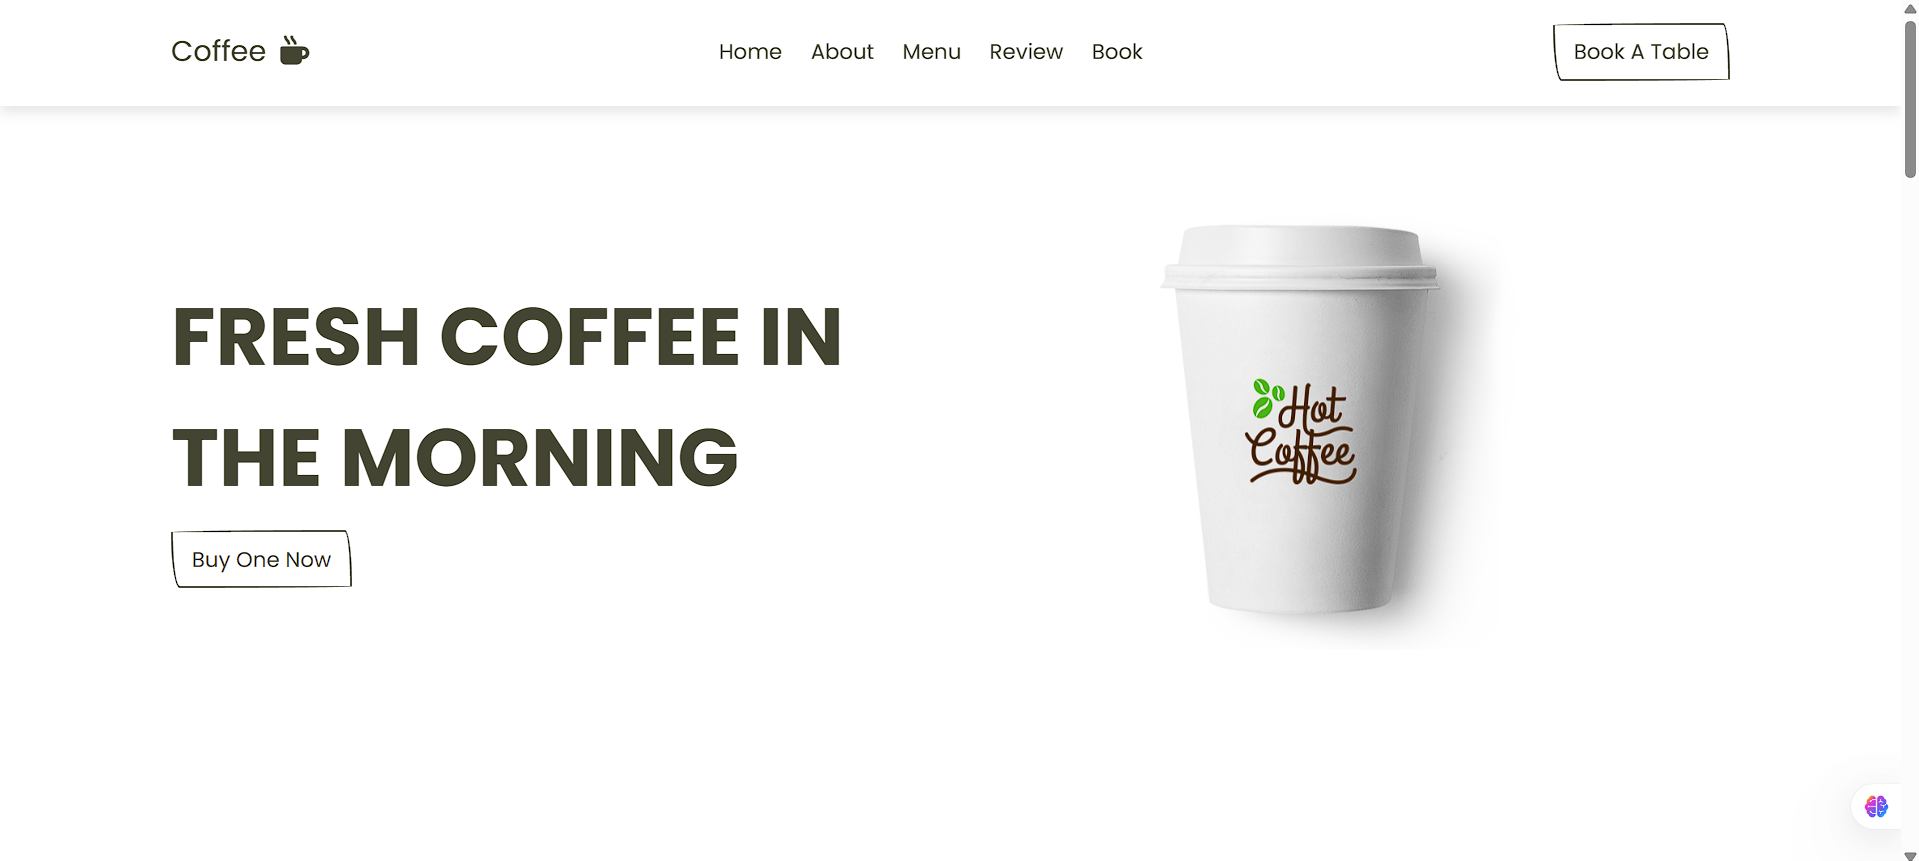 Coffee
Home About Menu Review Book
Book A Table
FRESH COFFEE IN
THE MORNING
Buy One Now
Hot
Coffee